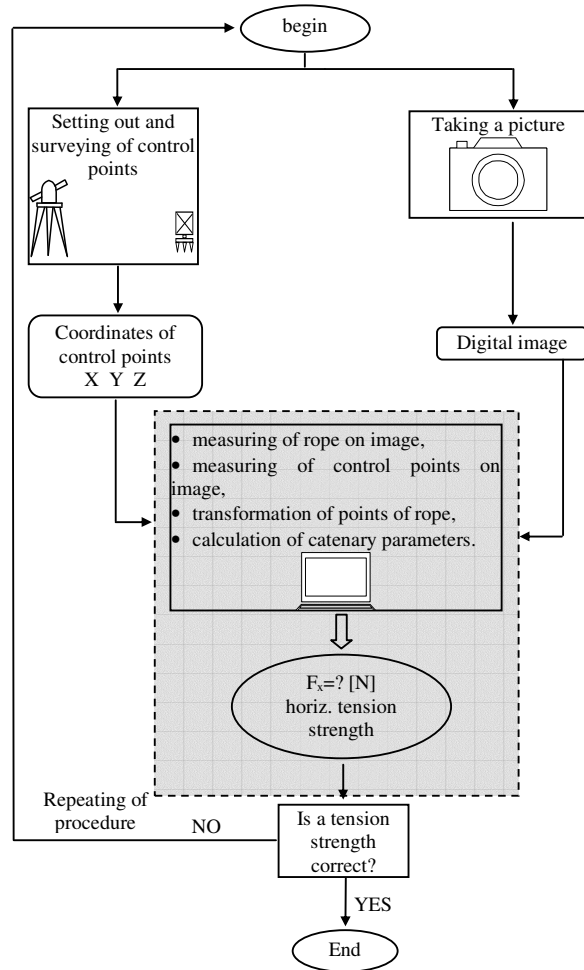 begin
Setting out and
surveying of control
points
Taking a picture
Coordinates of
control points
X Y Z
Digital image
• measuring of rope on image,
• measuring of control points on
image,
• transformation of points of rope,
• calculation of catenary parameters.
Fₓ=? [N]
horiz. tension
strength
Repeating of
procedure
NO
Is a tension
strength
correct?
YES
End